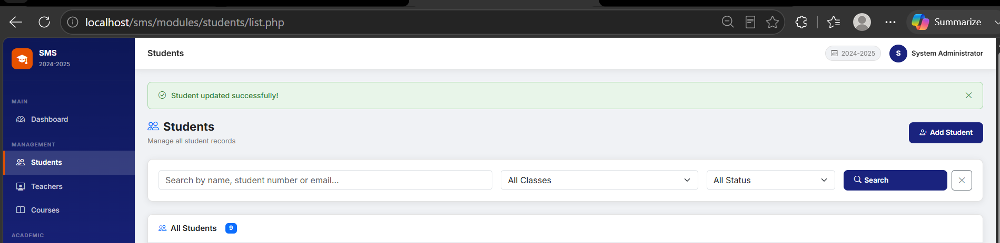 localhost/sms/modules/students/list.php
Summarize
SMS
2024-2025
Students
2024-2025
S
System Administrator
MAIN
Dashboard
MANAGEMENT
Students
Teachers
Courses
ACADEMIC
Student updated successfully!
Students
Manage all student records
Add Student
Search by name, student number or email...
All Classes
All Status
Search
All Students 9